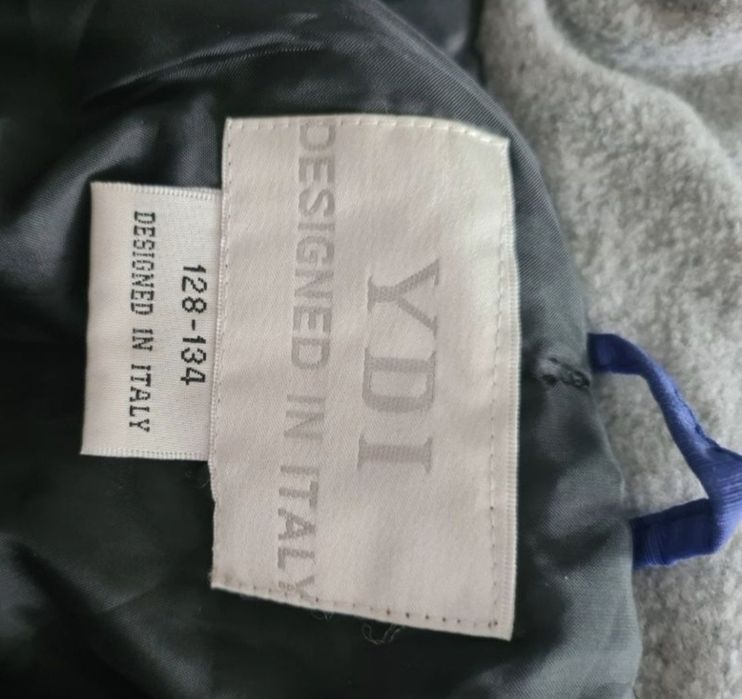 YDI
DESIGNED IN ITALY
128-134
DESIGNED IN ITALY